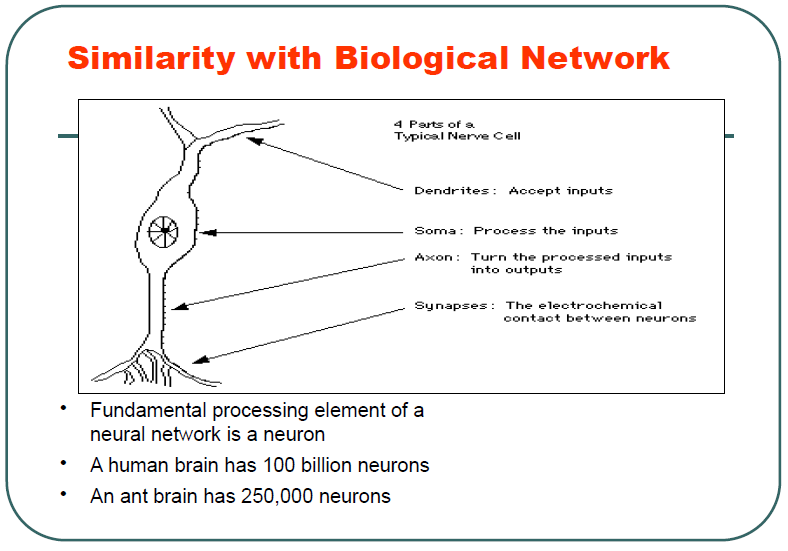 Similarity with Biological Network
4 Parts of a
Typical Nerve Cell
Dendrites: Accept inputs
Soma: Process the inputs
Axon: Turn the processed inputs
into outputs
Synapses: The electrochemical
contact between neurons
• Fundamental processing element of a
neural network is a neuron
• A human brain has 100 billion neurons
• An ant brain has 250,000 neurons